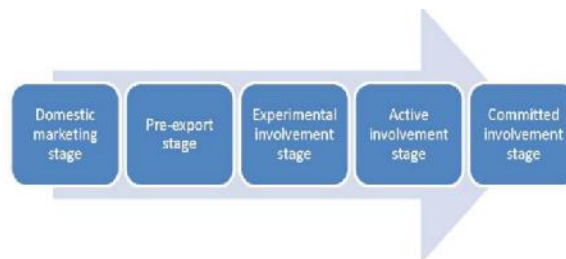 Domestic
marketing
stage
Pre-export
stage
Experimental
involvement
stage
Active
involvement
stage
Committed
involvement
stage